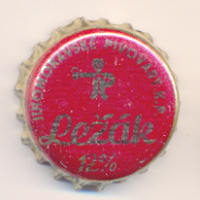 JIHOMORAVSKÉ PIVOVARY K.P.
Ležák
12%